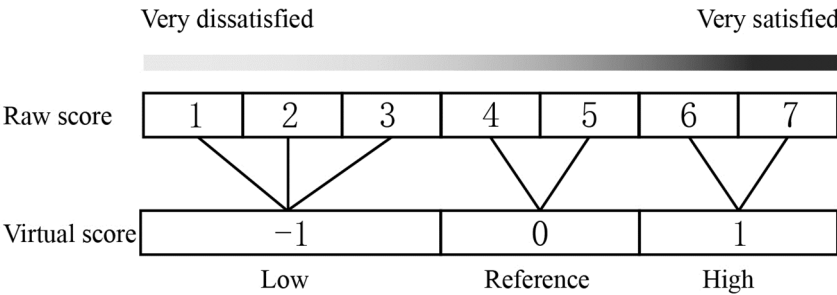 Very dissatisfied Very satisfied
Raw score 1 2 3 4 5 6 7
Virtual score −1 0 1
Low Reference High